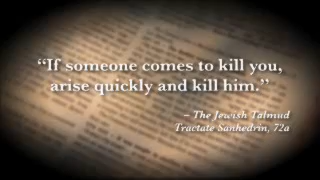 “If someone comes to kill you,
arise quickly and kill him.”
– The Jewish Talmud
Tractate Sanhedrin, 72a